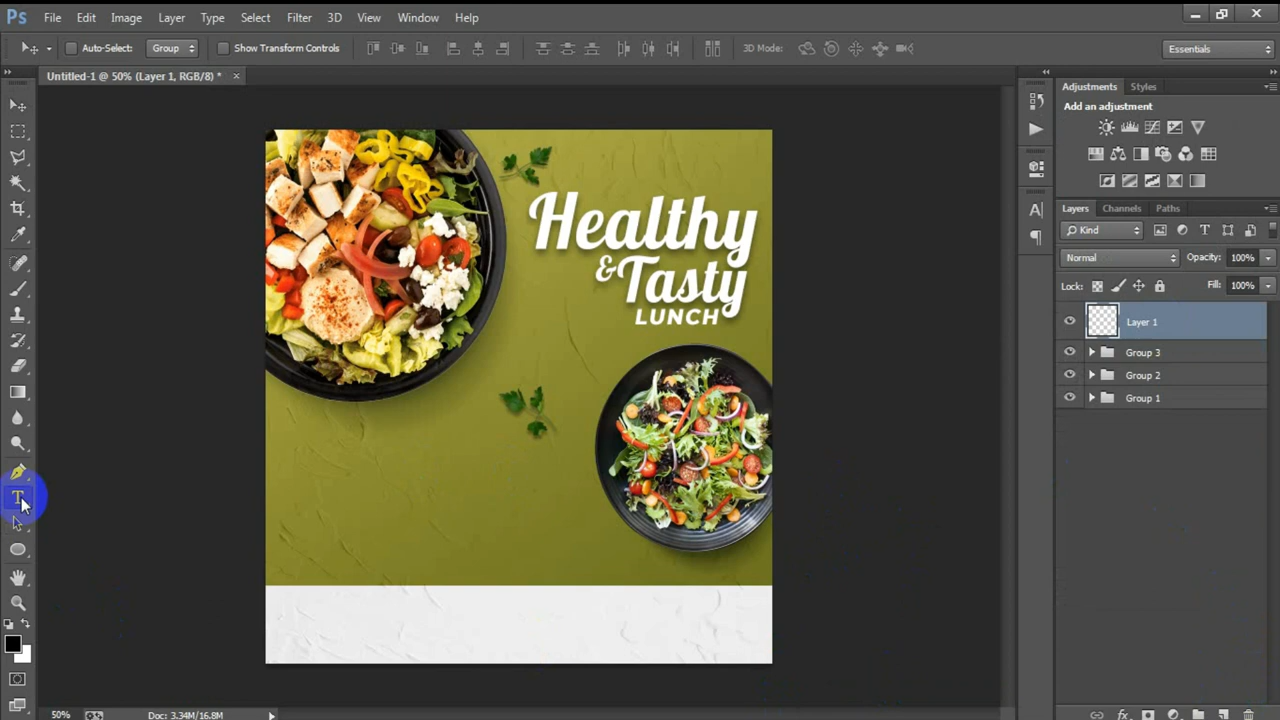 Ps File Edit Image Layer Type Select Filter 3D View Window Help
Auto-Select: Group Show Transform Controls 3D Mode: Essentials
Untitled-1 @ 50% (Layer 1, RGB/8) *
Adjustments Styles
Add an adjustment
Layers Channels Paths
Kind
Normal Opacity: 100%
Lock: Fill: 100%
Layer 1
Group 3
Group 2
Group 1
Healthy
& Tasty
LUNCH
50% Doc: 3.34M/16.8M